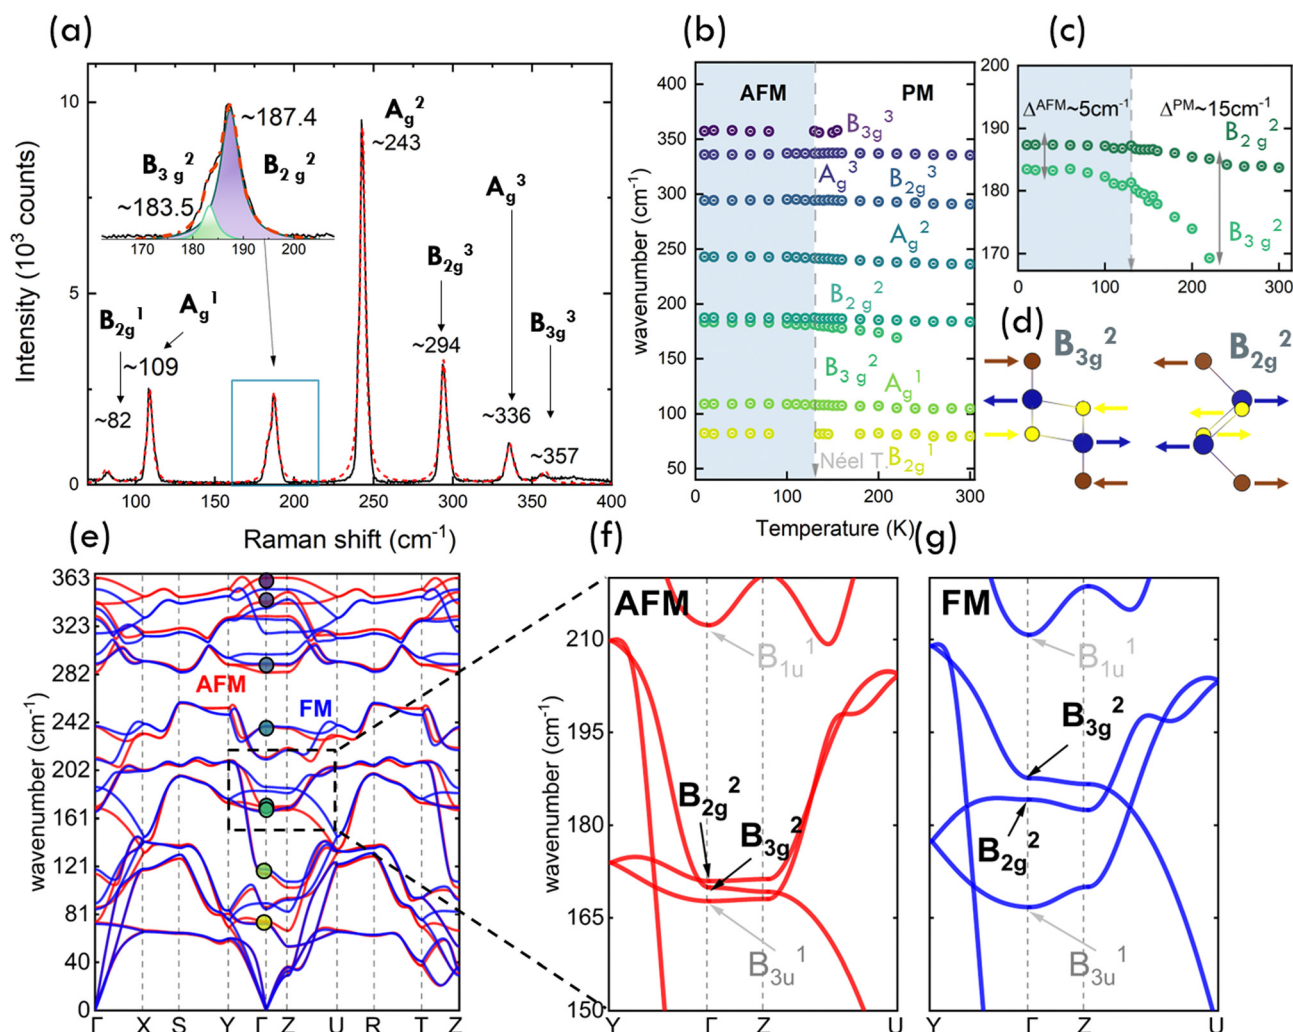 (a)
Intensity (10³ counts)
10
5
0
~187.4
B₃g²
B₂g²
~183.5
170 180 190 200
Ag²
~243
Ag³
B₂g³
B₃g³
B₂g¹
Ag¹
~109
~82
~294
~336
~357
100 150 200 250 300 350 400
Raman shift (cm⁻¹)
(b)
wavenumber (cm⁻¹)
400
350
300
250
200
150
100
50
AFM PM
B₃g³
Ag³
B₂g³
Ag²
B₂g²
B₃g²
Ag¹
B₂g¹
Néel T.
0 100 200 300
Temperature (K)
(c)
200
190
180
170
Δᴬᶠᴹ~5cm⁻¹
Δᴾᴹ~15cm⁻¹
B₂g²
B₃g²
0 100 200 300
(d)
B₃g²
B₂g²
(e)
wavenumber (cm⁻¹)
363
323
282
242
202
161
121
81
40
0
AFM
FM
Γ X S Y Γ Z U R T Z
(f)
wavenumber (cm⁻¹)
210
195
180
165
150
AFM
B₁u¹
B₂g²
B₃g²
B₃u¹
Y Γ Z U
(g)
FM
B₁u¹
B₃g²
B₂g²
B₃u¹
Y Γ Z U